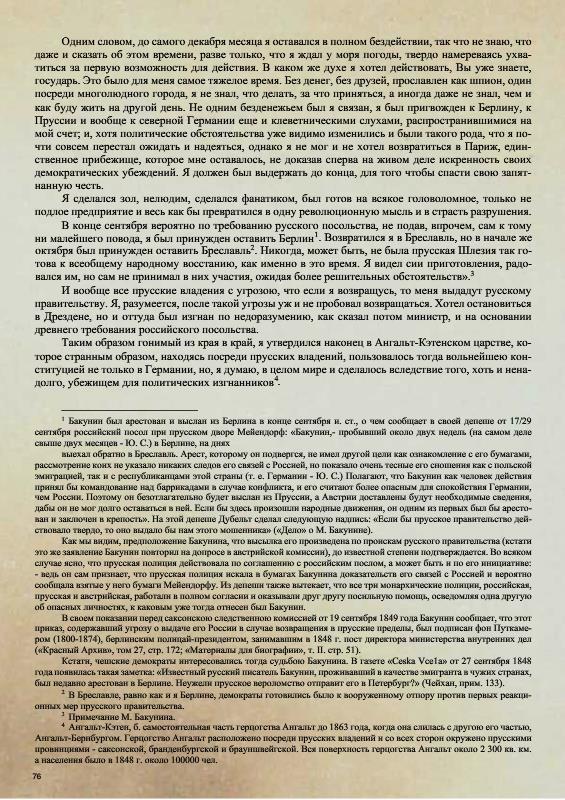 Одним словом, до самого декабря месяца я оставался в полном бездействии, так что не знаю, что
даже и сказать об этом времени, разве только, что я ждал у моря погоды, твердо намереваясь ухва-
титься за первую возможность для действия. В каком же духе я хотел действовать, Вы уже знаете,
государь. Это было для меня самое тяжелое время. Без денег, без друзей, прославлен как шпион, один
посреди многолюдного города, я не знал, что делать, за что приняться, а иногда даже не знал, чем и
как буду жить на другой день. Не одним безденежьем был я связан, я был пригвожден к Берлину, к
Пруссии и вообще к северной Германии еще и клеветническими слухами, распространившимися на
мой счет; и, хотя политические обстоятельства уже видимо изменились и были такого рода, что я по-
чти совсем перестал ожидать и надеяться, однако я не мог и не хотел возвратиться в Париж, един-
ственное прибежище, которое мне оставалось, не доказав сперва на живом деле искренность своих
демократических убеждений. Я должен был выдержать до конца, для того чтобы спасти свою запят-
нанную честь.
Я сделался зол, нелюдим, сделался фанатиком, был готов на всякое головоломное, только не
подлое предприятие и весь как бы превратился в одну революционную мысль и в страсть разрушения.
В конце сентября вероятно по требованию русского посольства, не подав, впрочем, сам к тому
ни малейшего повода, я был принужден оставить Берлин1. Возвратился я в Бреславль, но в начале же
октября был принужден оставить Бреславль2. Никогда, может быть, не была прусская Шлезия так го-
това к всеобщему народному восстанию, как именно в это время. Я видел сии приготовления, радо-
вался им, но сам не принимал в них участия, ожидая более решительных обстоятельств».3
И вообще все прусские владения с угрозою, что если я возвращусь, то меня выдадут русскому
правительству. Я, разумеется, после такой угрозы уж и не пробовал возвращаться. Хотел остановиться
в Дрездене, но и оттуда был изгнан по недоразумению, как сказал потом министр, и на основании
древнего требования российского посольства.
Таким образом гонимый из края в край, я утвердился наконец в Ангальт-Кэтенском царстве, ко-
торое странным образом, находясь посреди прусских владений, пользовалось тогда вольнейшею кон-
ституцией не только в Германии, но, я думаю, в целом мире и сделалось вследствие того, хоть и нена-
долго, убежищем для политических изгнанников4.
1 Бакунин был арестован и выслан из Берлина в конце сентября н. ст., о чем сообщает в своей депеше от 17/29
сентября российский посол при прусском дворе Мейендорф: «Бакунин,- пробывший около двух недель (на самом деле
свыше двух месяцев - Ю. С.) в Берлине, на днях
выехал обратно в Бреславль. Арест, которому он подвергся, не имел другой цели как ознакомление с его бумагами,
рассмотрение коих не указало никаких следов его связей с Россией, но показало очень тесные его сношения как с польской
эмиграцией, так и с республиканцами этой страны (т. е. Германии - Ю. С.) Полагают, что Бакунин как человек действия
принял бы командование над баррикадами в случае конфликта, и его считают более опасным для спокойствия Германии,
чем России. Поэтому он безотлагательно будет выслан из Пруссии, а Австрии доставлены будут необходимые сведения,
дабы он не мог долго оставаться в ней. Если бы здесь произошли народные движения, он одним из первых был бы аресто-
ван и заключен в крепость». На этой депеше Дубельт сделал следующую надпись: «Если бы прусское правительство дей-
ствовало твердо, то оно выдало бы нам этого мошенника» («Дело» о М. Бакунине).
Как мы видим, предположение Бакунина, что высылка его произведена по проискам русского правительства (кстати
это же заявление Бакунин повторил на допросе в австрийской комиссии), до известной степени подтверждается. Во всяком
случае ясно, что прусская полиция действовала по соглашению с российским послом, а может быть и по его инициативе:
- ведь он сам признает, что прусская полиция искала в бумагах Бакунина доказательств его связей с Россией и вероятно
сообщала взятые у него бумаги Мейендорфу. Из депеши также вытекает, что все три монархические полиции, российская,
прусская и австрийская, работали в полном согласии и оказывали друг другу посильную помощь, осведомляя одна другую
об опасных личностях, к каковым уже тогда отнесен был Бакунин.
В своем показании перед саксонскою следственною комиссией от 19 сентября 1849 года Бакунин сообщает, что этот
приказ, содержавший угрозу о выдаче его России в случае возвращения в прусские пределы, был подписан фон Путкаме-
ром (1800-1874), берлинским полицай-президентом, занимавшим в 1848 г. пост директора министерства внутренних дел
(«Красный Архив», том 27, стр. 172; «Материалы для биографии», т. II. стр. 51).
Кстати, чешские демократы интересовались тогда судьбою Бакунина. В газете «Ceska Vce1a» от 27 сентября 1848
года появилась такая заметка: «Известный русский писатель Бакунин, проживавший в качестве эмигранта в чужих странах,
был недавно арестован в Берлине. Неужели прусское вероломство отправит его в Петербург?» (Чейхан, прим. 133).
2 В Бреславле, равно как и я Берлине, демократы готовились было к вооруженному отпору против первых реакци-
онных мер прусского правительства.
3 Примечание М. Бакунина.
4 Ангальт-Кэтен, б. самостоятельная часть герцогства Ангальт до 1863 года, когда она слилась с другою его частью,
Ангальт-Бернбургом. Герцогство Ангальт расположено посреди прусских владений и со всех сторон окружено прусскими
провинциями - саксонской, бранденбургской и брауншвейгской. Вся поверхность герцогства Ангальт около 2 300 кв. км.
а населения было в 1848 г. около 100000 чел.
76